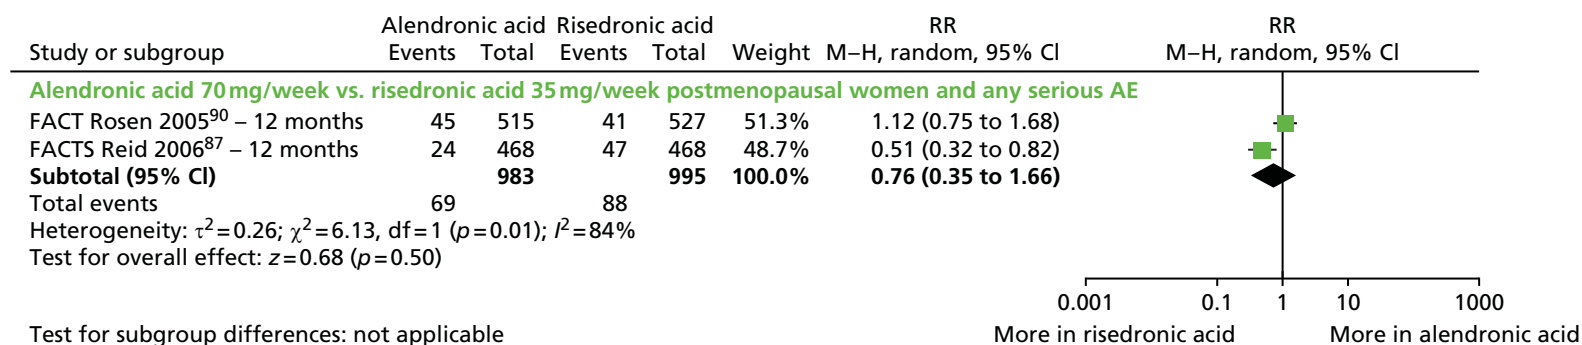 Alendronic acid Risedronic acid RR RR
Study or subgroup Events Total Events Total Weight M–H, random, 95% CI M–H, random, 95% CI
Alendronic acid 70 mg/week vs. risedronic acid 35 mg/week postmenopausal women and any serious AE
FACT Rosen 2005⁹⁰ – 12 months 45 515 41 527 51.3% 1.12 (0.75 to 1.68)
FACTS Reid 2006⁸⁷ – 12 months 24 468 47 468 48.7% 0.51 (0.32 to 0.82)
Subtotal (95% CI) 983 995 100.0% 0.76 (0.35 to 1.66)
Total events 69 88
Heterogeneity: τ²=0.26; χ²=6.13, df=1 (p=0.01); I²=84%
Test for overall effect: z=0.68 (p=0.50)
0.001 0.1 1 10 1000
Test for subgroup differences: not applicable More in risedronic acid More in alendronic acid